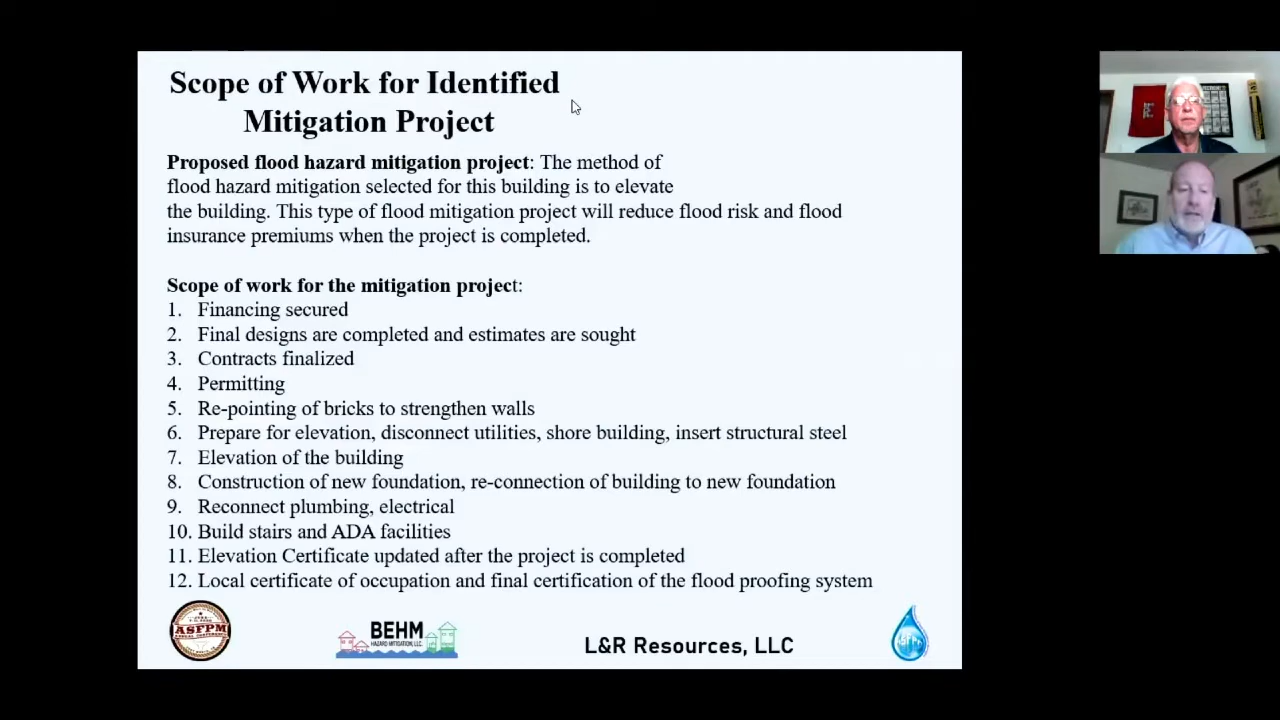 Scope of Work for Identified
Mitigation Project
Proposed flood hazard mitigation project: The method of
flood hazard mitigation selected for this building is to elevate
the building. This type of flood mitigation project will reduce flood risk and flood
insurance premiums when the project is completed.
Scope of work for the mitigation project:
1. Financing secured
2. Final designs are completed and estimates are sought
3. Contracts finalized
4. Permitting
5. Re-pointing of bricks to strengthen walls
6. Prepare for elevation, disconnect utilities, shore building, insert structural steel
7. Elevation of the building
8. Construction of new foundation, re-connection of building to new foundation
9. Reconnect plumbing, electrical
10. Build stairs and ADA facilities
11. Elevation Certificate updated after the project is completed
12. Local certificate of occupation and final certification of the flood proofing system
ASFPM
BEHM
HAZARD MITIGATION, LLC.
L&R Resources, LLC